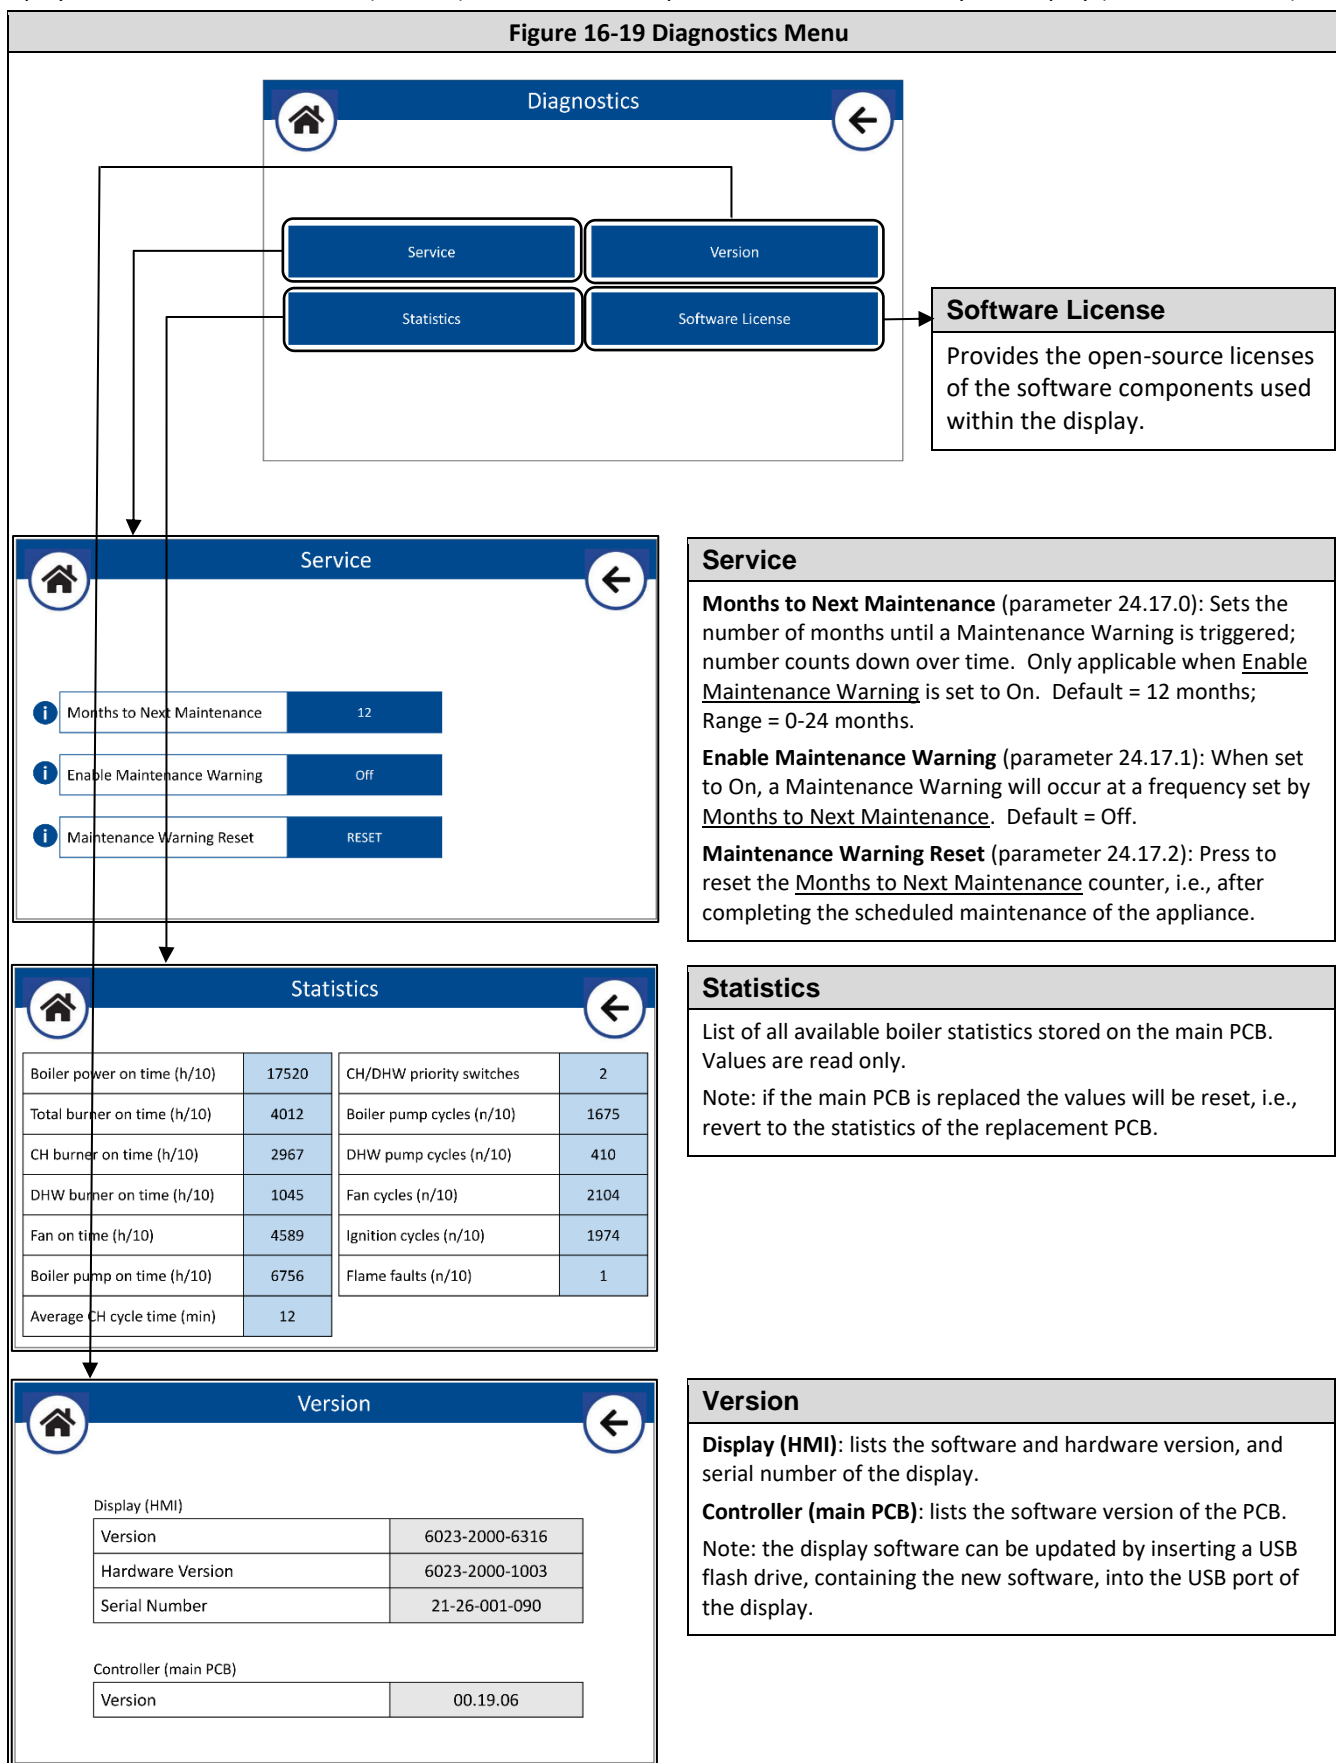 Figure 16-19 Diagnostics Menu
Diagnostics
Service
Version
Statistics
Software License
Software License
Provides the open-source licenses
of the software components used
within the display.
Service
Months to Next Maintenance
12
Enable Maintenance Warning
Off
Maintenance Warning Reset
RESET
Service
Months to Next Maintenance (parameter 24.17.0): Sets the
number of months until a Maintenance Warning is triggered;
number counts down over time. Only applicable when Enable
Maintenance Warning is set to On. Default = 12 months;
Range = 0-24 months.
Enable Maintenance Warning (parameter 24.17.1): When set
to On, a Maintenance Warning will occur at a frequency set by
Months to Next Maintenance. Default = Off.
Maintenance Warning Reset (parameter 24.17.2): Press to
reset the Months to Next Maintenance counter, i.e., after
completing the scheduled maintenance of the appliance.
Statistics
Boiler power on time (h/10) 17520 CH/DHW priority switches 2
Total burner on time (h/10) 4012 Boiler pump cycles (n/10) 1675
CH burner on time (h/10) 2967 DHW pump cycles (n/10) 410
DHW burner on time (h/10) 1045 Fan cycles (n/10) 2104
Fan on time (h/10) 4589 Ignition cycles (n/10) 1974
Boiler pump on time (h/10) 6756 Flame faults (n/10) 1
Average CH cycle time (min) 12
Statistics
List of all available boiler statistics stored on the main PCB.
Values are read only.
Note: if the main PCB is replaced the values will be reset, i.e.,
revert to the statistics of the replacement PCB.
Version
Display (HMI)
Version 6023-2000-6316
Hardware Version 6023-2000-1003
Serial Number 21-26-001-090
Controller (main PCB)
Version 00.19.06
Version
Display (HMI): lists the software and hardware version, and
serial number of the display.
Controller (main PCB): lists the software version of the PCB.
Note: the display software can be updated by inserting a USB
flash drive, containing the new software, into the USB port of
the display.